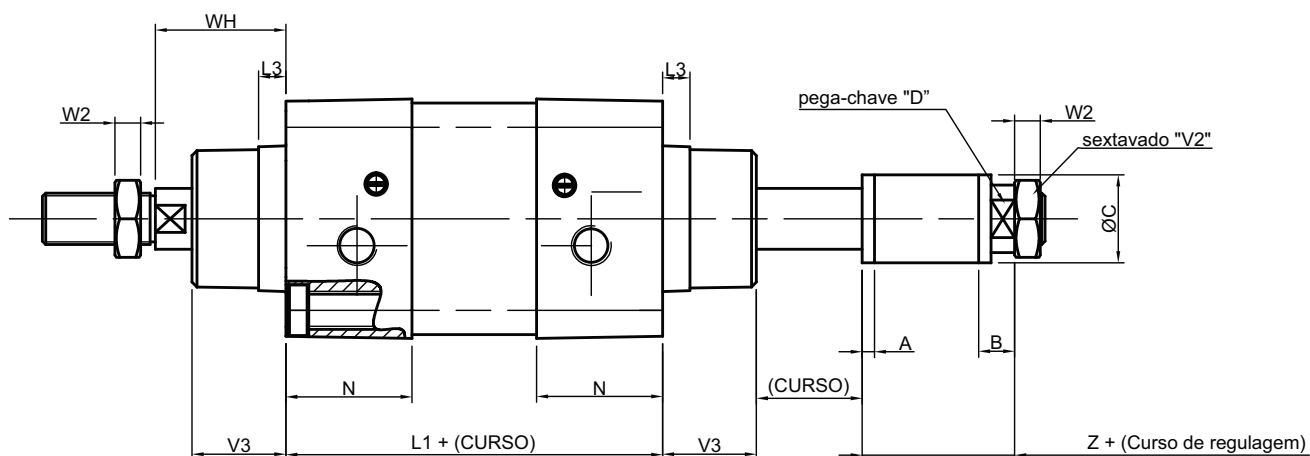 WH
L3
L3
W2
pega-chave "D”
W2
sextavado "V2"
ØC
A
B
N
N
(CURSO)
V3
L1 + (CURSO)
V3
Z + (Curso de regulagem)